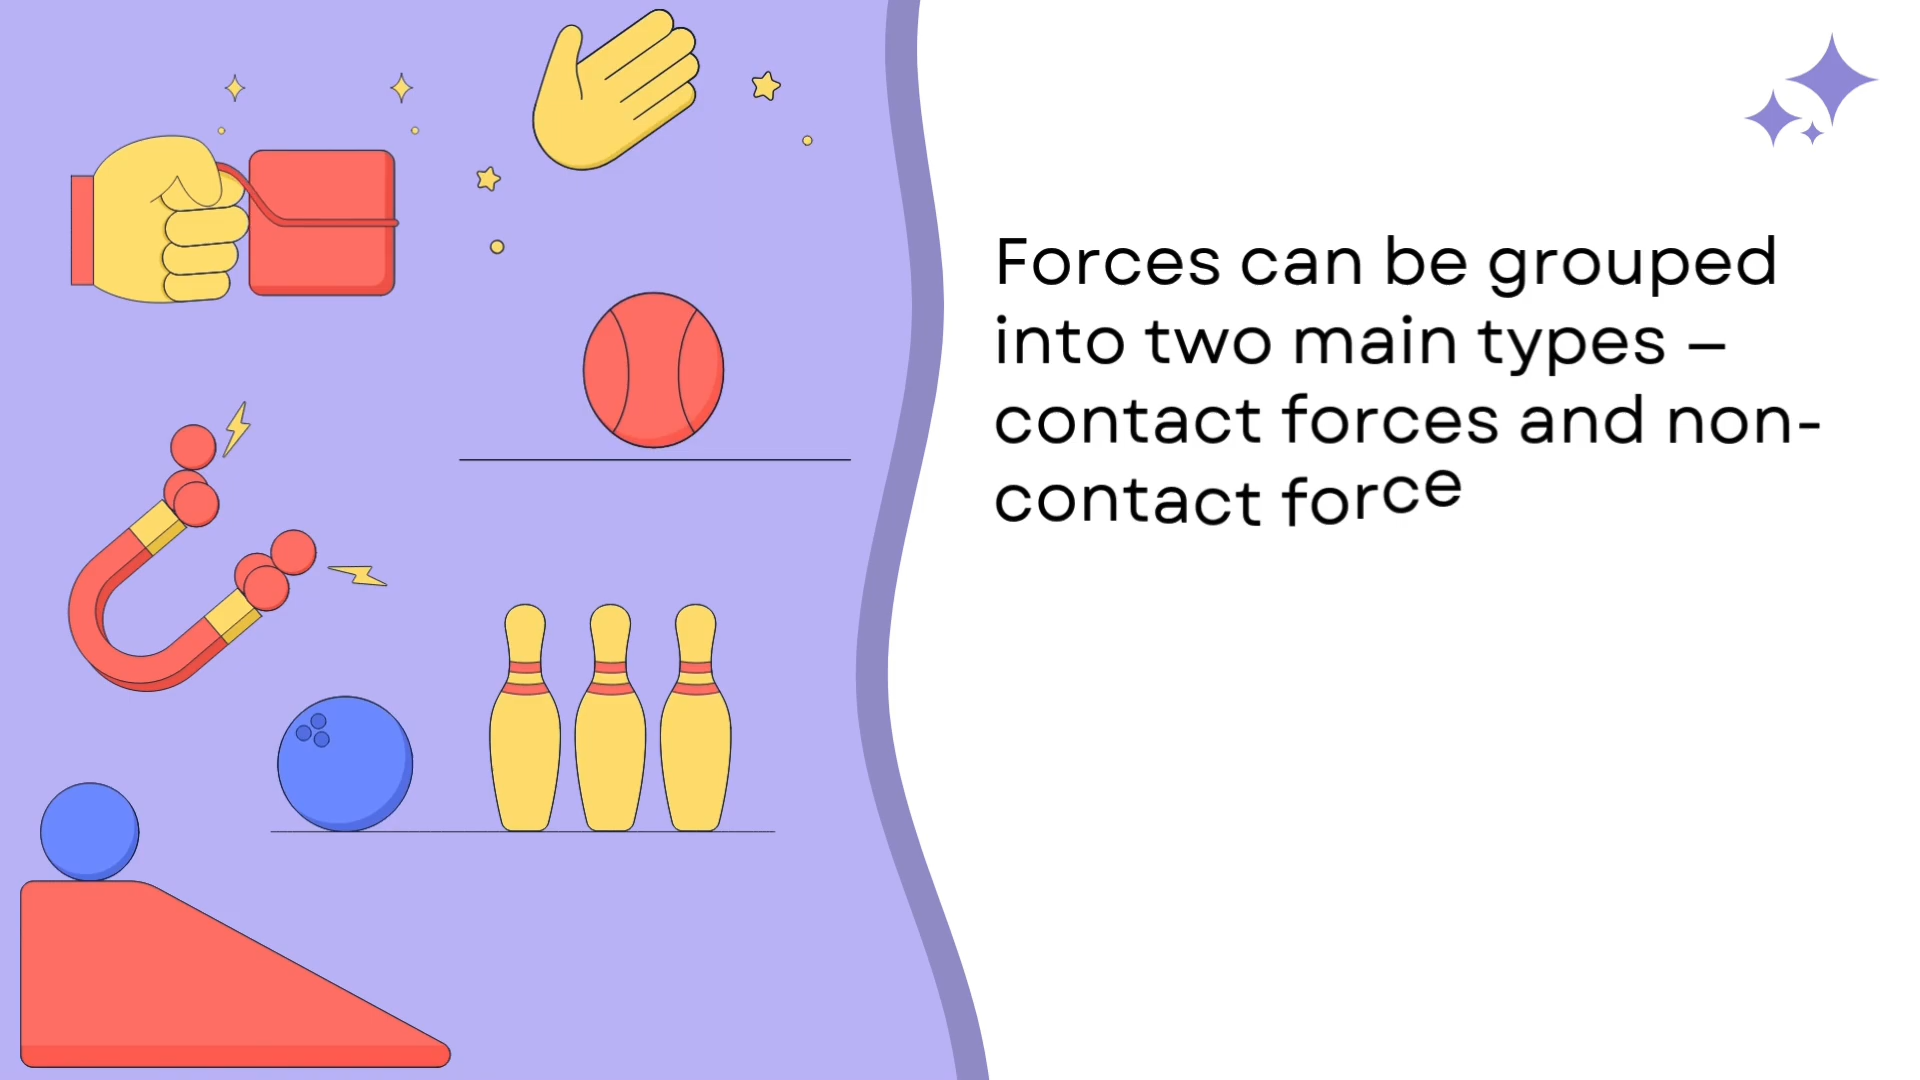 Forces can be grouped
into two main types –
contact forces and non-
contact force